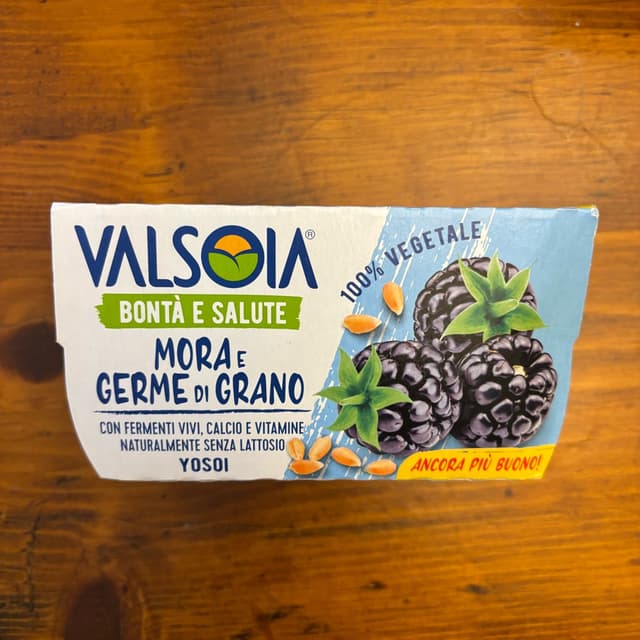 VALSOIA®
BONTÀ E SALUTE
MORA E
GERME DI GRANO
CON FERMENTI VIVI, CALCIO E VITAMINE
NATURALMENTE SENZA LATTOSIO
YOSOI
100% VEGETALE
ANCORA PIÙ BUONO!